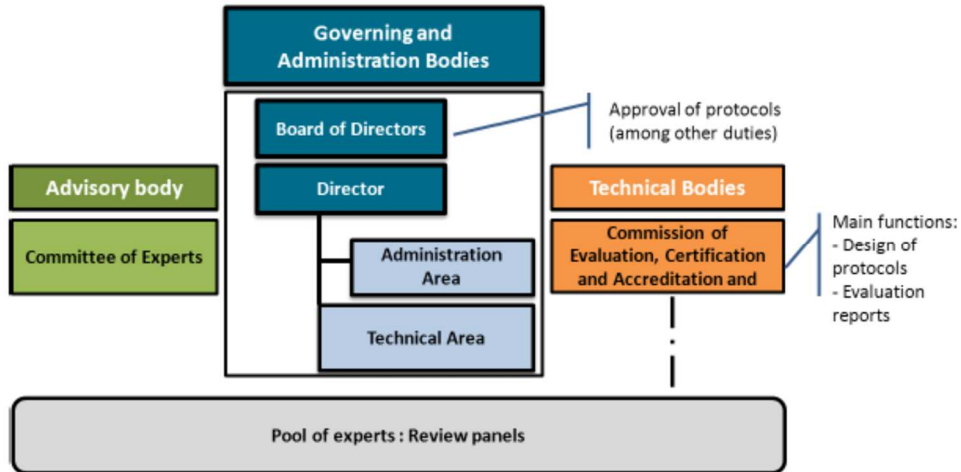 Governing and
Administration Bodies
Board of Directors
Approval of protocols
(among other duties)
Advisory body
Director
Technical Bodies
Committee of Experts
Administration
Area
Technical Area
Commission of
Evaluation, Certification
and Accreditation and
Main functions:
- Design of
protocols
- Evaluation
reports
Pool of experts : Review panels